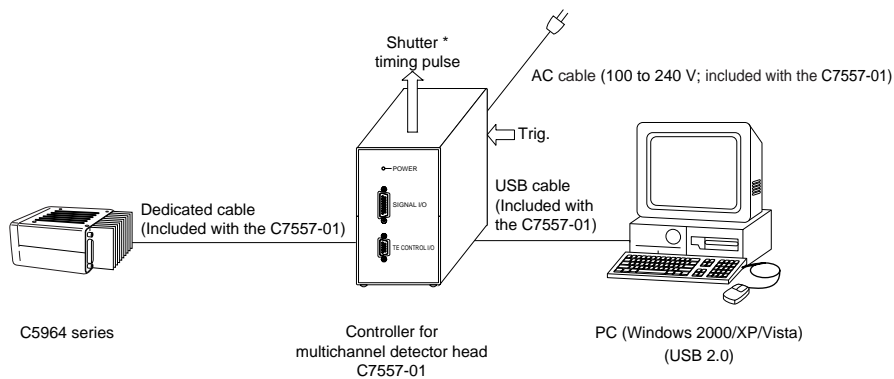 Shutter *
timing pulse
AC cable (100 to 240 V; included with the C7557-01)
Trig.
POWER
SIGNAL I/O
TE CONTROL I/O
Dedicated cable
(Included with the C7557-01)
USB cable
(Included with
the C7557-01)
C5964 series
Controller for
multichannel detector head
C7557-01
PC (Windows 2000/XP/Vista)
(USB 2.0)